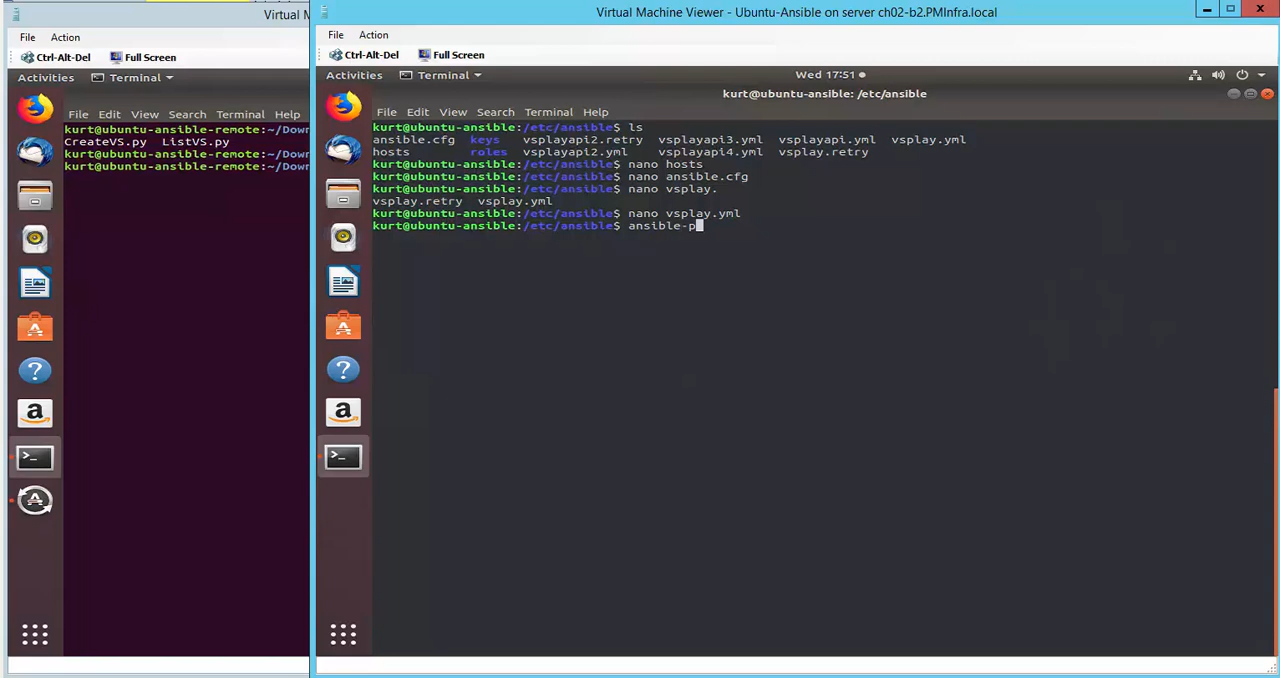 Virtual M
File Action
Ctrl-Alt-Del Full Screen
Activities Terminal
File Edit View Search Terminal Help
kurt@ubuntu-ansible-remote:~/Down
CreateVS.py ListVS.py
kurt@ubuntu-ansible-remote:~/Down
kurt@ubuntu-ansible-remote:~/Down
Virtual Machine Viewer - Ubuntu-Ansible on server ch02-b2.PMInfra.local
File Action
Ctrl-Alt-Del Full Screen
Activities Terminal Wed 17:51
kurt@ubuntu-ansible: /etc/ansible
File Edit View Search Terminal Help
kurt@ubuntu-ansible:/etc/ansible$ ls
ansible.cfg keys vsplayapi2.retry vsplayapi3.yml vsplayapi.yml vsplay.yml
hosts roles vsplayapi2.yml vsplayapi4.yml vsplay.retry
kurt@ubuntu-ansible:/etc/ansible$ nano hosts
kurt@ubuntu-ansible:/etc/ansible$ nano ansible.cfg
kurt@ubuntu-ansible:/etc/ansible$ nano vsplay.
vsplay.retry vsplay.yml
kurt@ubuntu-ansible:/etc/ansible$ nano vsplay.yml
kurt@ubuntu-ansible:/etc/ansible$ ansible-p